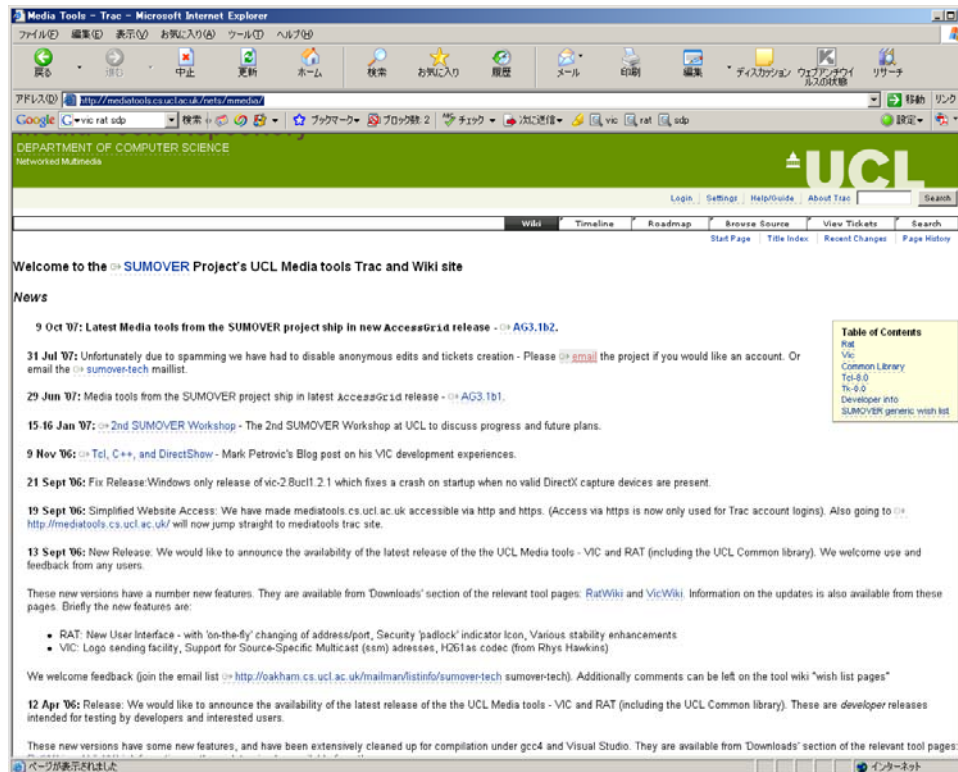 Media Tools - Trac - Microsoft Internet Explorer
ファイル(F) 編集(E) 表示(V) お気に入り(A) ツール(T) ヘルプ(H)
戻る 進む 中止 更新 ホーム 検索 お気に入り 履歴 メール 印刷 編集 ディスカッション ウェブアンチウイルスの状態 リサーチ
アドレス(D) http://mediatools.cs.ucl.ac.uk/nets/mmedia/ 移動 リンク
Google vic rat sdp 検索 ブックマーク ブロック数: 2 チェック 次に送信 vic rat sdp 設定
DEPARTMENT OF COMPUTER SCIENCE
Networked Multimedia
UCL
Login Settings Help/Guide About Trac Search
Wiki Timeline Roadmap Browse Source View Tickets Search
Start Page Title Index Recent Changes Page History
Welcome to the SUMOVER Project's UCL Media tools Trac and Wiki site
News
9 Oct '07: Latest Media tools from the SUMOVER project ship in new AccessGrid release - AG3.1b2.
Table of Contents
Rat
Vic
Common Library
Tcl-8.0
Tk-8.0
Developer info
SUMOVER generic wish list
31 Jul '07: Unfortunately due to spamming we have had to disable anonymous edits and tickets creation - Please email the project if you would like an account. Or
email the sumover-tech maillist.
29 Jun '07: Media tools from the SUMOVER project ship in latest AccessGrid release - AG3.1b1.
15-16 Jan '07: 2nd SUMOVER Workshop - The 2nd SUMOVER Workshop at UCL to discuss progress and future plans.
9 Nov '06: Tcl, C++, and DirectShow - Mark Petrovic's Blog post on his VIC development experiences.
21 Sept '06: Fix Release:Windows only release of vic-2.8ucl1.2.1 which fixes a crash on startup when no valid DirectX capture devices are present.
19 Sept '06: Simplified Website Access: We have made mediatools.cs.ucl.ac.uk accessible via http and https. (Access via https is now only used for Trac account logins). Also going to
http://mediatools.cs.ucl.ac.uk/ will now jump straight to mediatools trac site.
13 Sept '06: New Release: We would like to announce the availability of the latest release of the the UCL Media tools - VIC and RAT (including the UCL Common library). We welcome use and
feedback from any users.
These new versions have a number new features. They are available from 'Downloads' section of the relevant tool pages: RatWiki and VicWiki. Information on the updates is also available from these
pages. Briefly the new features are:
• RAT: New User Interface - with 'on-the-fly' changing of address/port, Security 'padlock' indicator Icon, Various stability enhancements
• VIC: Logo sending facility, Support for Source-Specific Multicast (ssm) adresses, H261as codec (from Rhys Hawkins)
We welcome feedback (join the email list http://oakham.cs.ucl.ac.uk/mailman/listinfo/sumover-tech sumover-tech). Additionally comments can be left on the tool wiki "wish list pages"
12 Apr '06: Release: We would like to announce the availability of the latest release of the the UCL Media tools - VIC and RAT (including the UCL Common library). These are developer releases
intended for testing by developers and interested users.
These new versions have some new features, and have been extensively cleaned up for compilation under gcc4 and Visual Studio. They are available from 'Downloads' section of the relevant tool pages:
ページが表示されました インターネット